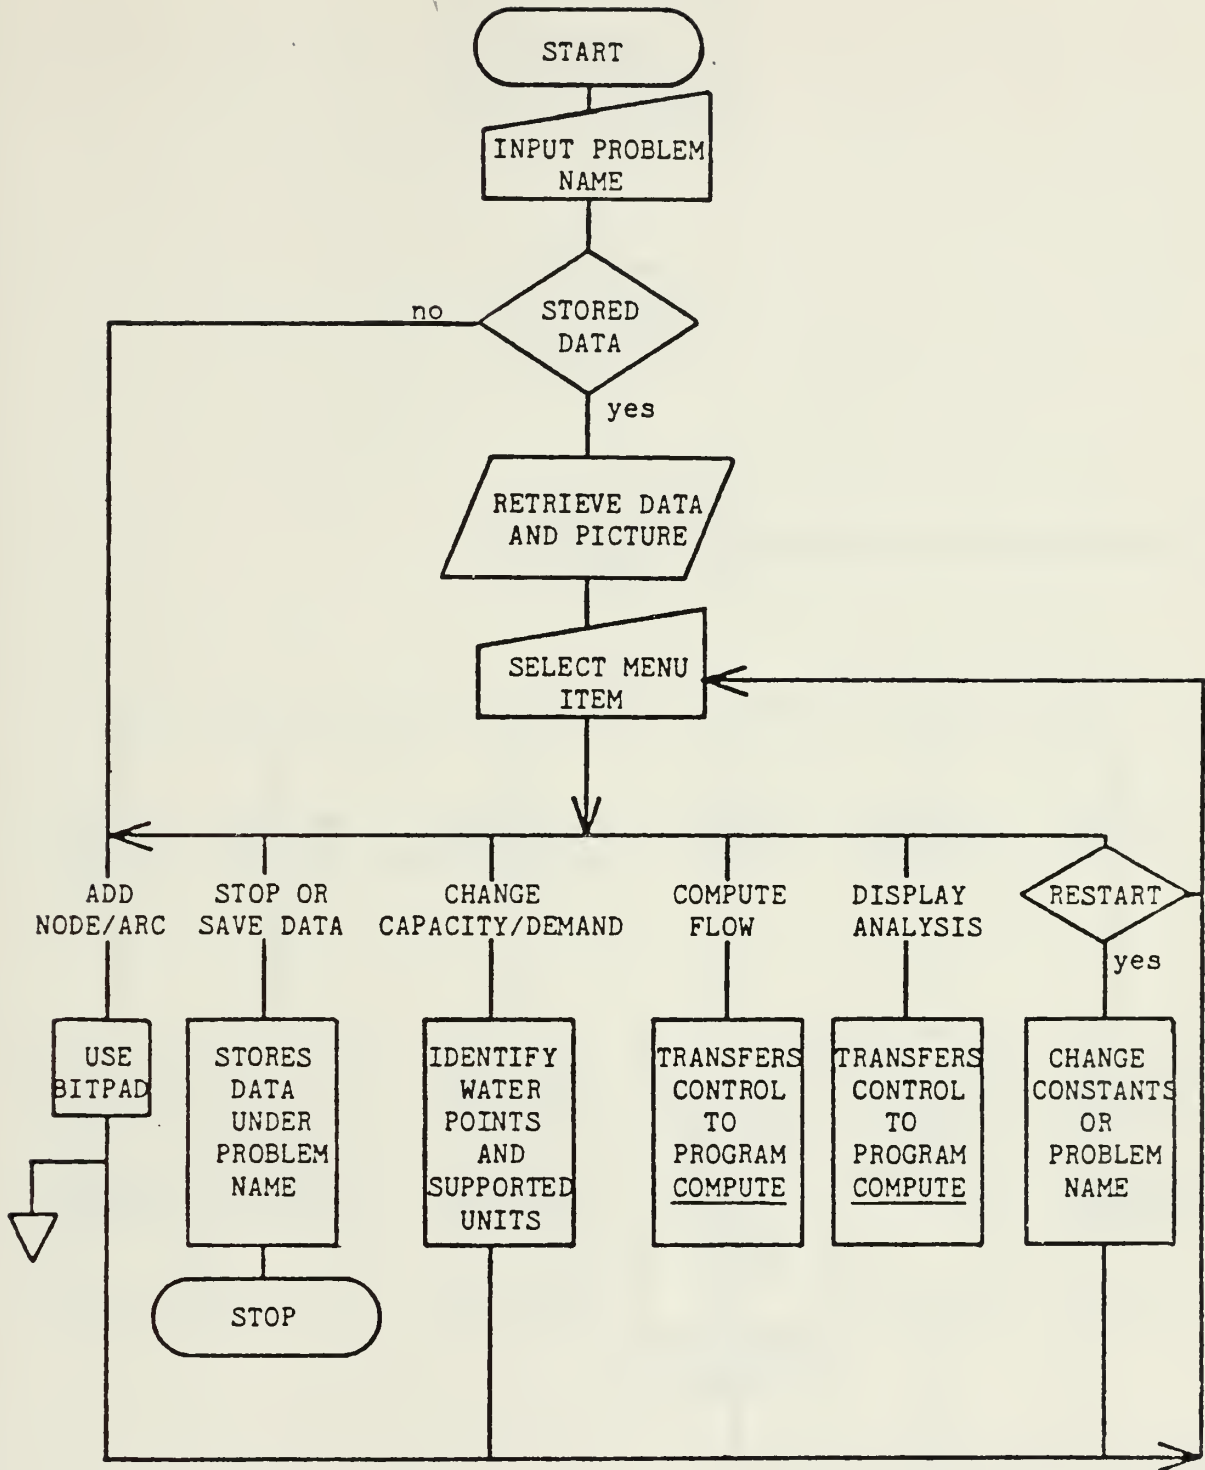 START
INPUT PROBLEM
NAME
no
STORED
DATA
yes
RETRIEVE DATA
AND PICTURE
SELECT MENU
ITEM
ADD
NODE/ARC
STOP OR
SAVE DATA
CHANGE
CAPACITY/DEMAND
COMPUTE
FLOW
DISPLAY
ANALYSIS
RESTART
yes
USE
BITPAD
STORES
DATA
UNDER
PROBLEM
NAME
IDENTIFY
WATER
POINTS
AND
SUPPORTED
UNITS
TRANSFERS
CONTROL
TO
PROGRAM
COMPUTE
TRANSFERS
CONTROL
TO
PROGRAM
COMPUTE
CHANGE
CONSTANTS
OR
PROBLEM
NAME
STOP